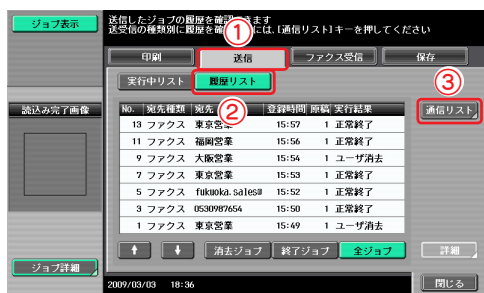 ジョブ表示
送信したジョブの履歴を確認できます
送受信の種類別に履歴を確認するには、[通信リスト]キーを押してください
①
印刷 送信 ファクス受信 保存
実行中リスト 履歴リスト
③
②
読込み完了画像
通信リスト
No. 宛先種類 宛先 登録時間 原稿 実行結果
13 ファクス 東京営業 15:57 1 正常終了
11 ファクス 福岡営業 15:56 1 正常終了
9 ファクス 大阪営業 15:54 1 ユーザ消去
7 ファクス 東京営業 15:53 1 正常終了
5 ファクス fukuoka.sales@ 15:52 1 正常終了
3 ファクス 0530987654 15:50 1 正常終了
1 ファクス 東京営業 15:49 1 ユーザ消去
↑ ↓ 消去ジョブ 終了ジョブ 全ジョブ 詳細
ジョブ詳細
2009/03/03 18:36 閉じる